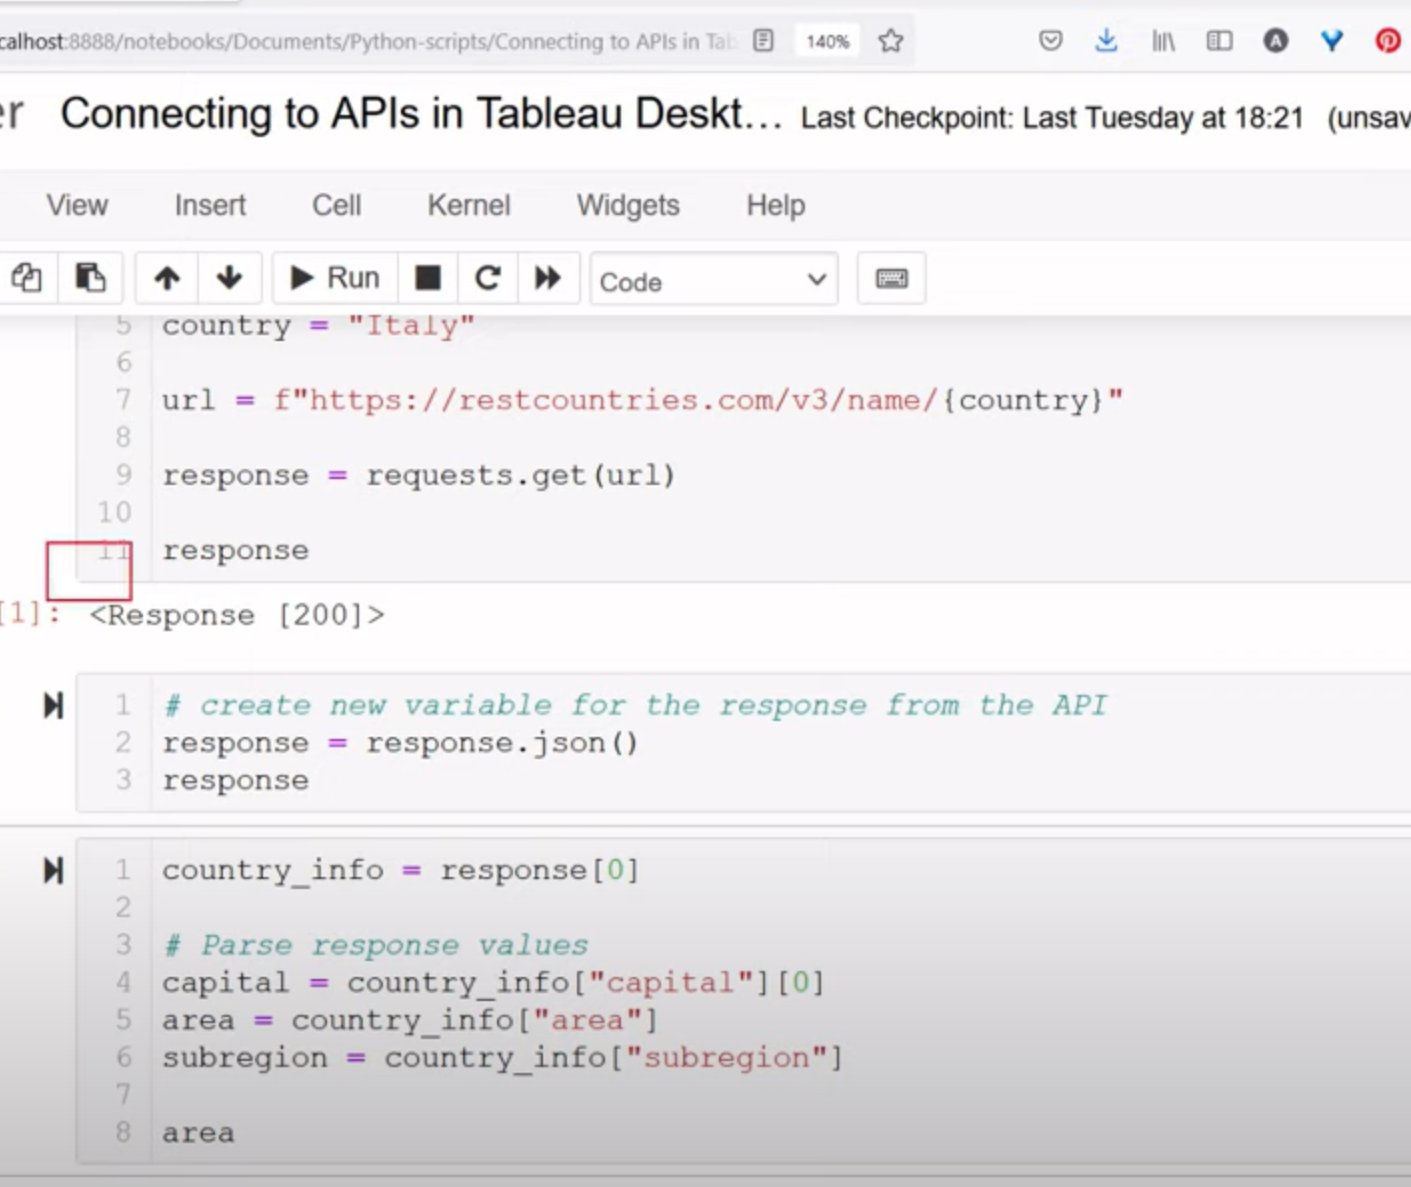 calhost:8888/notebooks/Documents/Python-scripts/Connecting to APIs in Tab 140%
er Connecting to APIs in Tableau Deskt... Last Checkpoint: Last Tuesday at 18:21 (unsav
View Insert Cell Kernel Widgets Help
Run Code
5 country = "Italy"
6
7 url = f"https://restcountries.com/v3/name/{country}"
8
9 response = requests.get(url)
10
11 response
[1]: <Response [200]>
1 # create new variable for the response from the API
2 response = response.json()
3 response
1 country_info = response[0]
2
3 # Parse response values
4 capital = country_info["capital"][0]
5 area = country_info["area"]
6 subregion = country_info["subregion"]
7
8 area